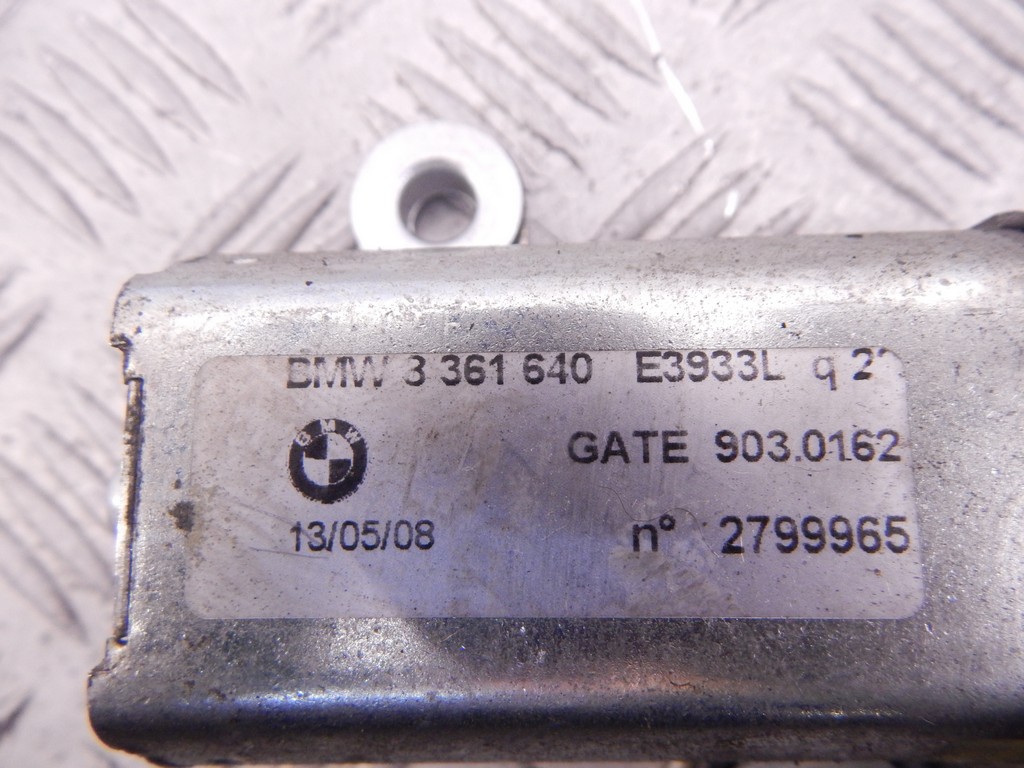 BMW 3 361 640 E3933L q
BMW
GATE 903.0162
13/05/08 n° 2799965